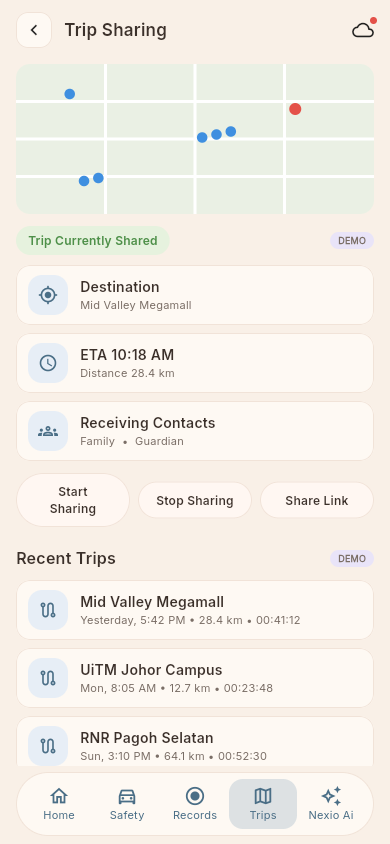 Trip Sharing
Trip Currently Shared
DEMO
Destination
Mid Valley Megamall
ETA 10:18 AM
Distance 28.4 km
Receiving Contacts
Family • Guardian
Start
Sharing
Stop Sharing
Share Link
Recent Trips
DEMO
Mid Valley Megamall
Yesterday, 5:42 PM • 28.4 km • 00:41:12
UiTM Johor Campus
Mon, 8:05 AM • 12.7 km • 00:23:48
RNR Pagoh Selatan
Sun, 3:10 PM • 64.1 km • 00:52:30
Home
Safety
Records
Trips
Nexio Ai